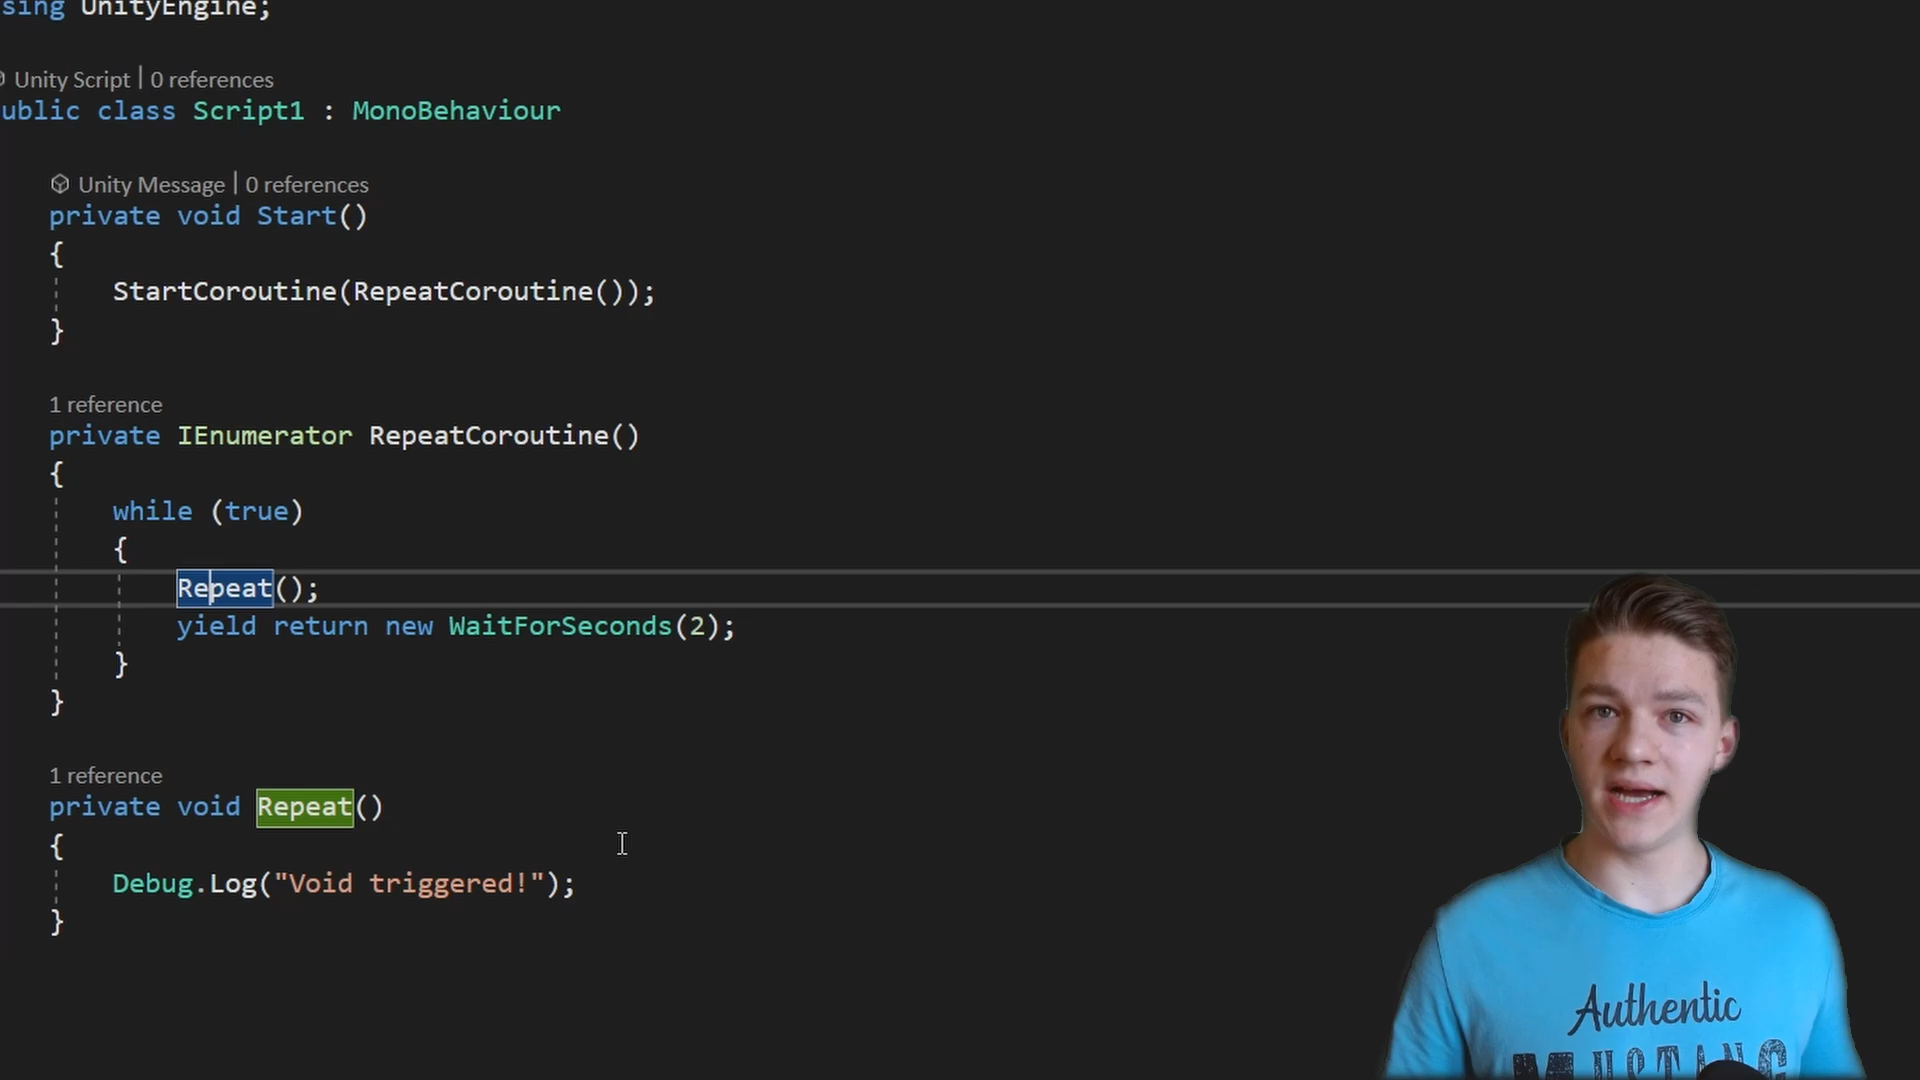 sing UnityEngine;
Unity Script | 0 references
ublic class Script1 : MonoBehaviour
Unity Message | 0 references
private void Start()
{
StartCoroutine(RepeatCoroutine());
}
1 reference
private IEnumerator RepeatCoroutine()
{
while (true)
{
Repeat();
yield return new WaitForSeconds(2);
}
}
1 reference
private void Repeat()
{
Debug.Log("Void triggered!");
}
Authentic
MUSTANG